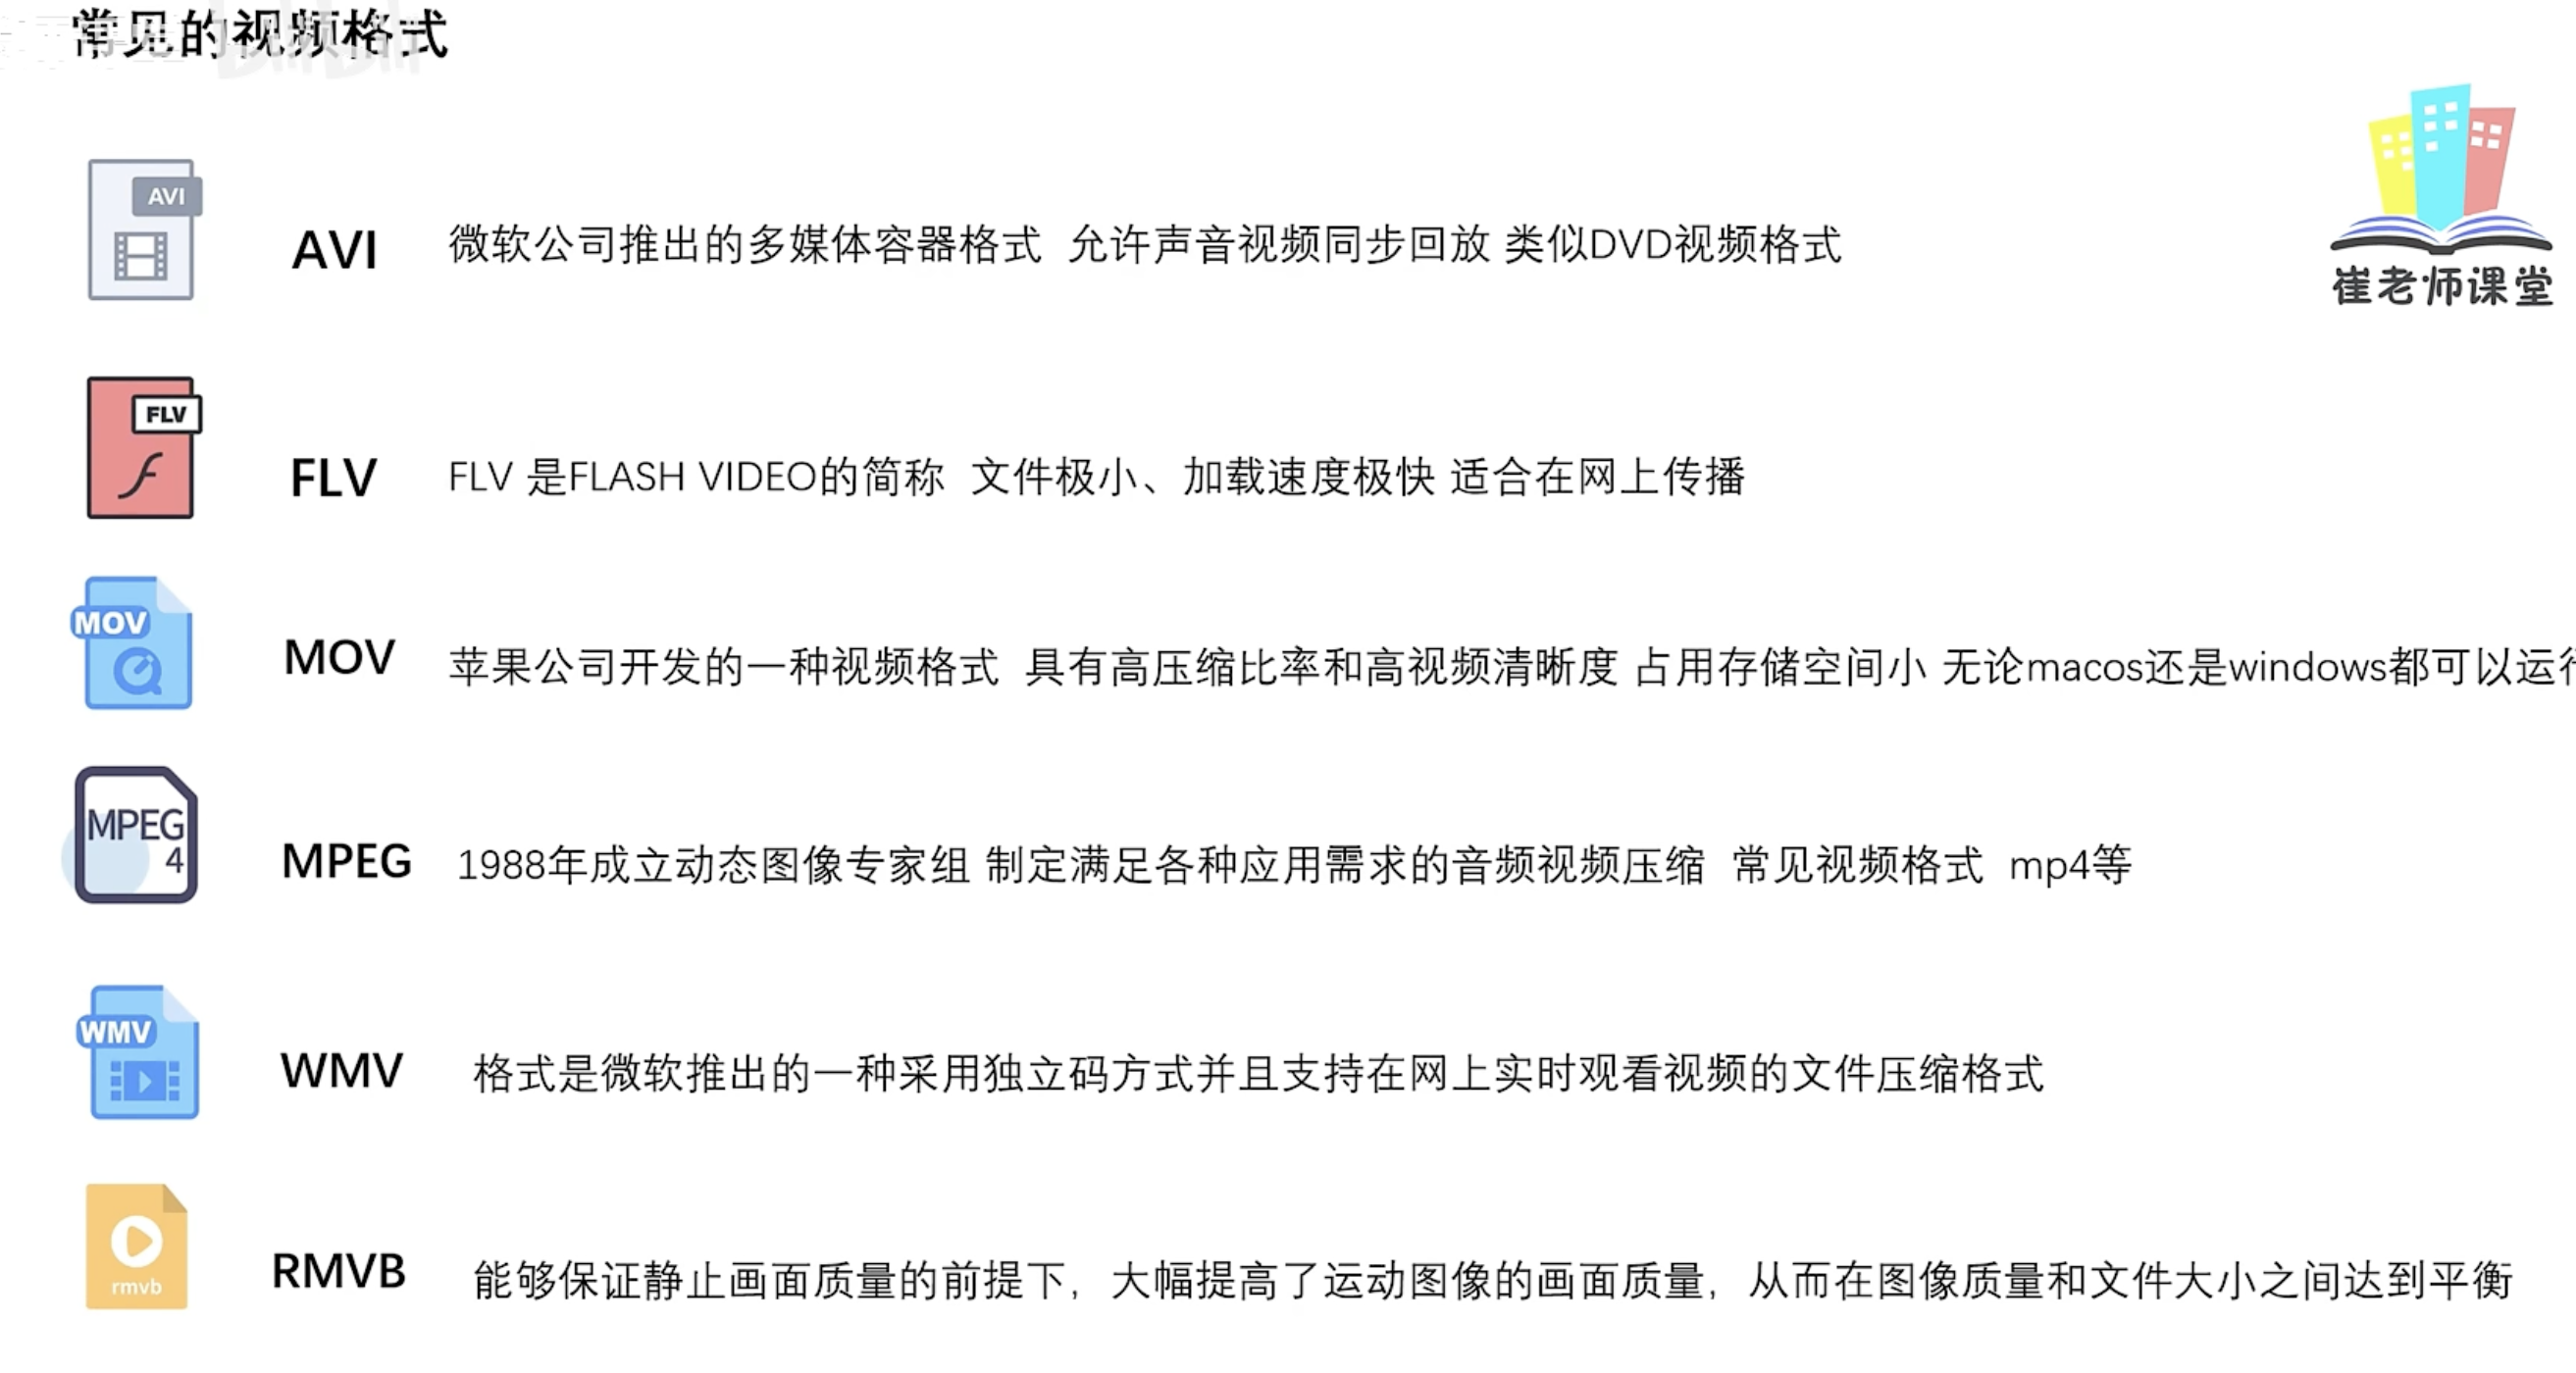 常见的视频格式
崔老师课堂
AVI
AVI 微软公司推出的多媒体容器格式 允许声音视频同步回放 类似DVD视频格式
FLV
FLV FLV 是FLASH VIDEO的简称 文件极小、加载速度极快 适合在网上传播
MOV
MOV 苹果公司开发的一种视频格式 具有高压缩比率和高视频清晰度 占用存储空间小 无论macos还是windows都可以运行
MPEG
4
MPEG 1988年成立动态图像专家组 制定满足各种应用需求的音频视频压缩 常见视频格式 mp4等
WMV
WMV 格式是微软推出的一种采用独立码方式并且支持在网上实时观看视频的文件压缩格式
rmvb
RMVB 能够保证静止画面质量的前提下，大幅提高了运动图像的画面质量，从而在图像质量和文件大小之间达到平衡